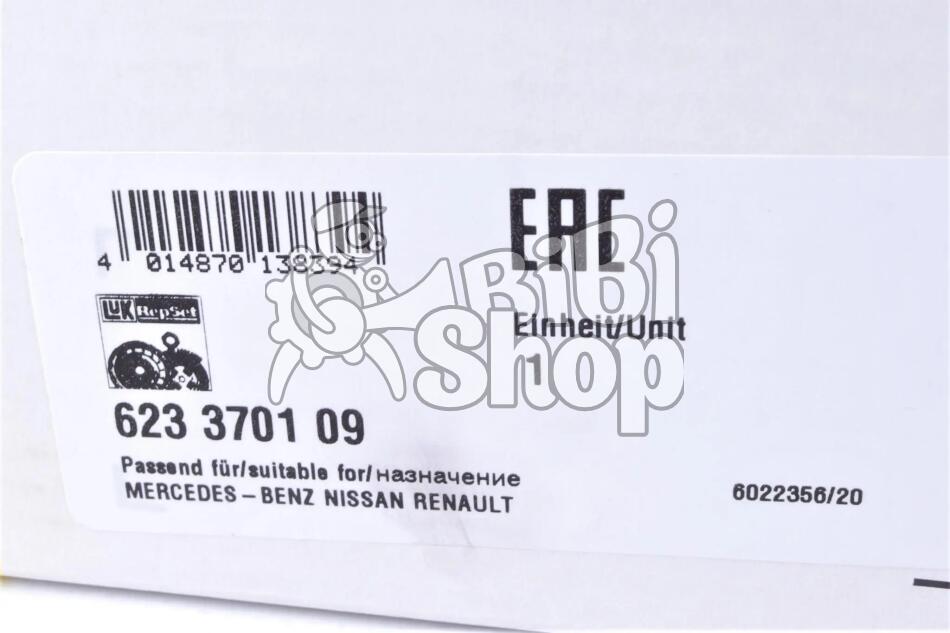 4 014870 138394
EAC
LUK RepSet
BiBi
Shop
Einheit/Unit
1
623 3701 09
Passend für/suitable for/назначение
MERCEDES-BENZ NISSAN RENAULT
6022356/20